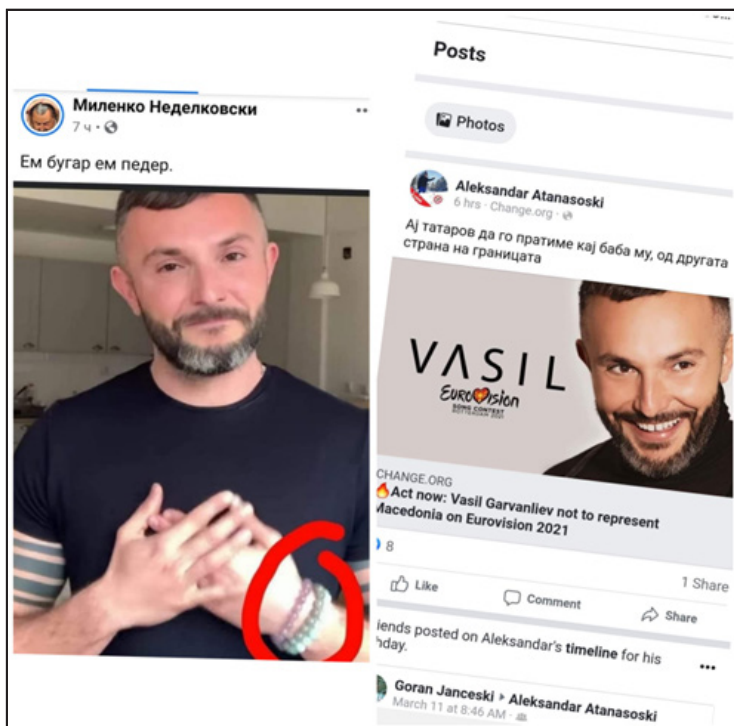 Миленко Неделковски
7 ч
Ем бугар ем педер.
Posts
Photos
Aleksandar Atanasoski
6 hrs · Change.org ·
Ај татаров да го пратиме кај баба му, од другата
страна на границата
VASIL
EUROVISION
SONG CONTEST
ROTTERDAM 2021
CHANGE.ORG
Act now: Vasil Garvanliev not to represent
Macedonia on Eurovision 2021
8
1 Share
Like
Comment
Share
iends posted on Aleksandar's timeline for his
hday.
Goran Janceski ▸ Aleksandar Atanasoski
March 11 at 8:46 AM ·